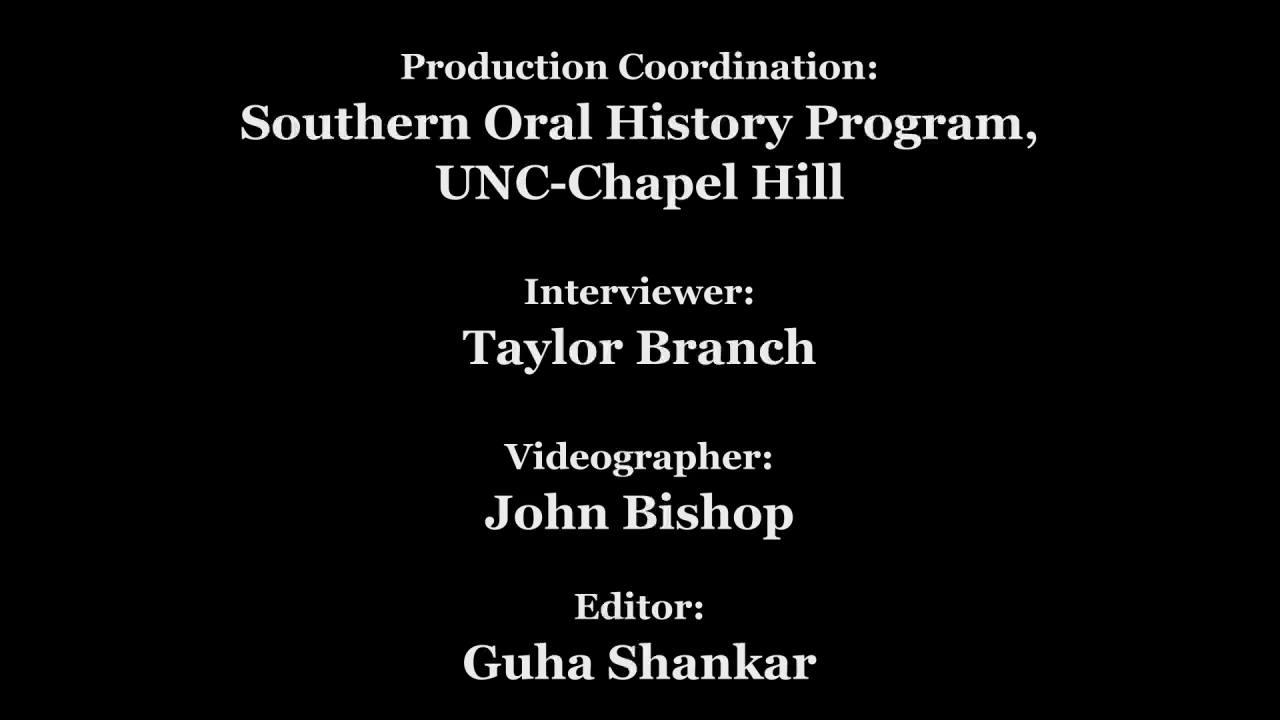 Production Coordination:
Southern Oral History Program,
UNC-Chapel Hill
Interviewer:
Taylor Branch
Videographer:
John Bishop
Editor:
Guha Shankar